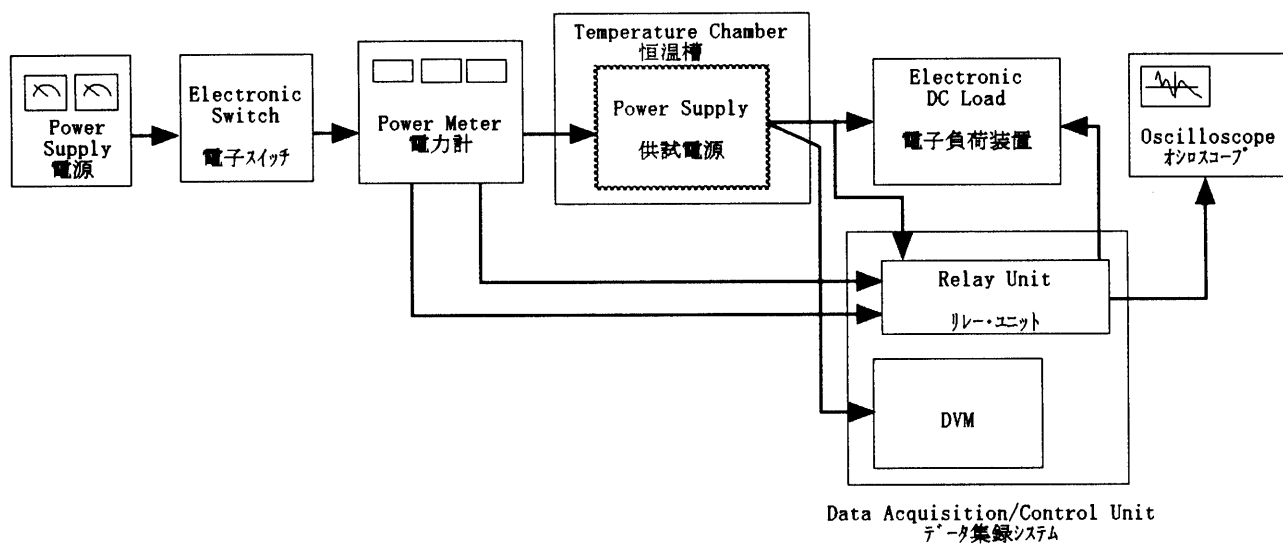 Power
Supply
電源
Electronic
Switch
電子スイッチ
Power Meter
電力計
Temperature Chamber
恒温槽
Power Supply
供試電源
Electronic
DC Load
電子負荷装置
Oscilloscope
オシロスコープ
Relay Unit
リレー・ユニット
DVM
Data Acquisition/Control Unit
データ集録システム